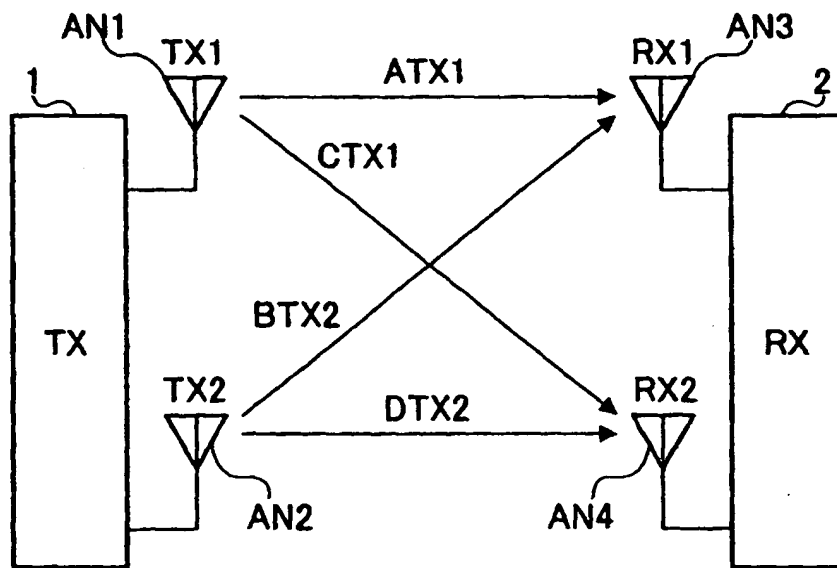 AN1
TX1
ATX1
RX1
AN3
1
2
CTX1
TX
BTX2
RX
TX2
DTX2
RX2
AN2
AN4